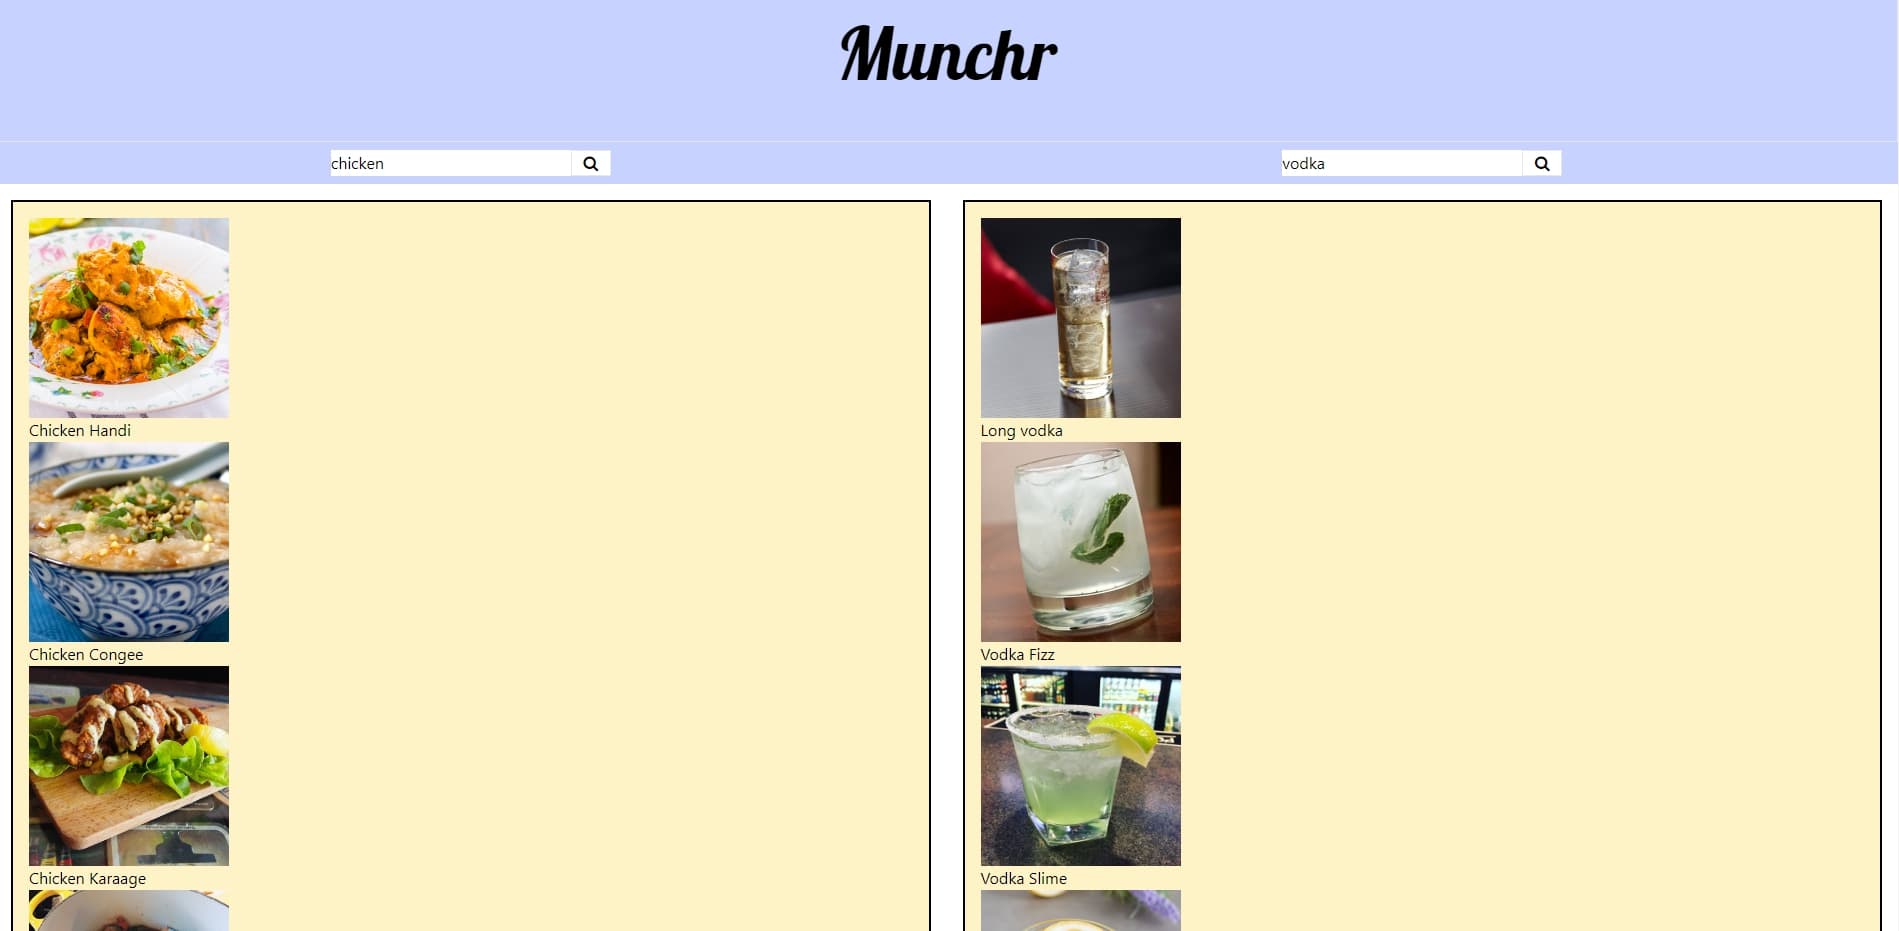 Munchr
chicken
vodka
Chicken Handi
Chicken Congee
Chicken Karaage
Long vodka
Vodka Fizz
Vodka Slime